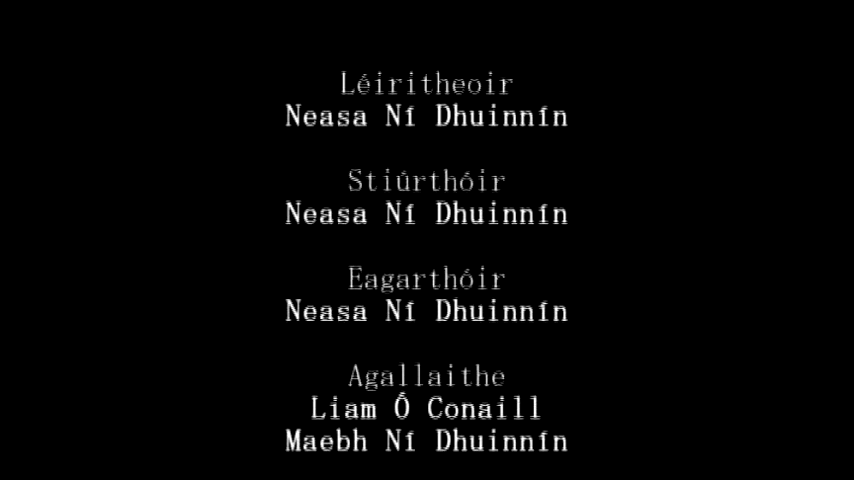 Léiritheoir
Neasa Ní Dhuinnín
Stiúrthóir
Neasa Ní Dhuinnín
Eagarthóir
Neasa Ní Dhuinnín
Agallaithe
Liam Ó Conaill
Maebh Ní Dhuinnín